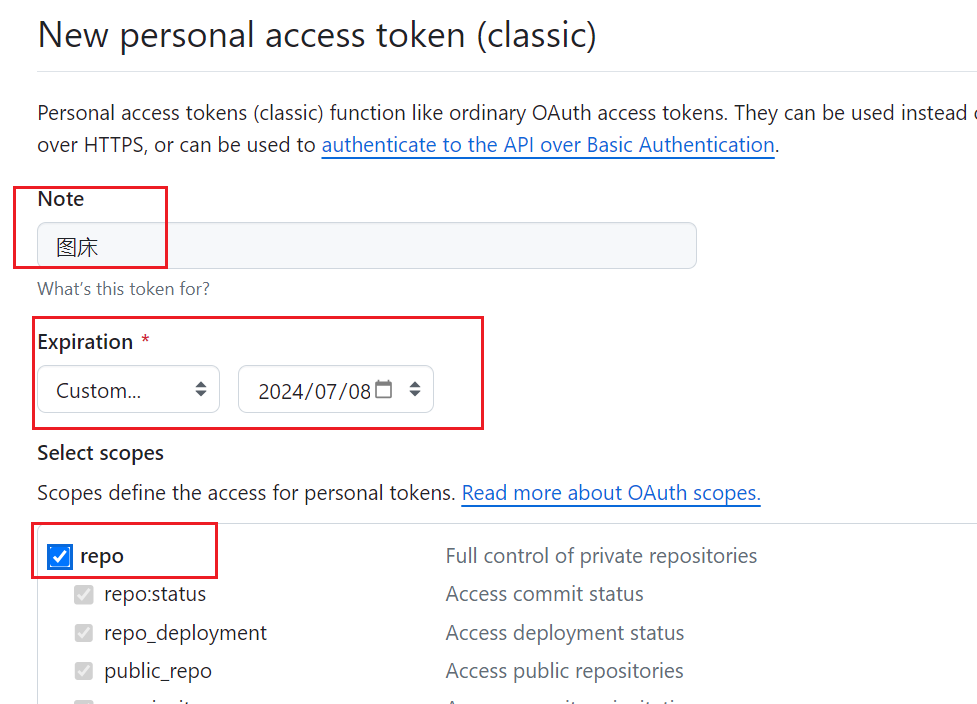 New personal access token (classic)
Personal access tokens (classic) function like ordinary OAuth access tokens. They can be used instead
over HTTPS, or can be used to authenticate to the API over Basic Authentication.
Note
图床
What's this token for?
Expiration *
Custom...
2024/07/08
Select scopes
Scopes define the access for personal tokens. Read more about OAuth scopes.
repo Full control of private repositories
repo:status Access commit status
repo_deployment Access deployment status
public_repo Access public repositories